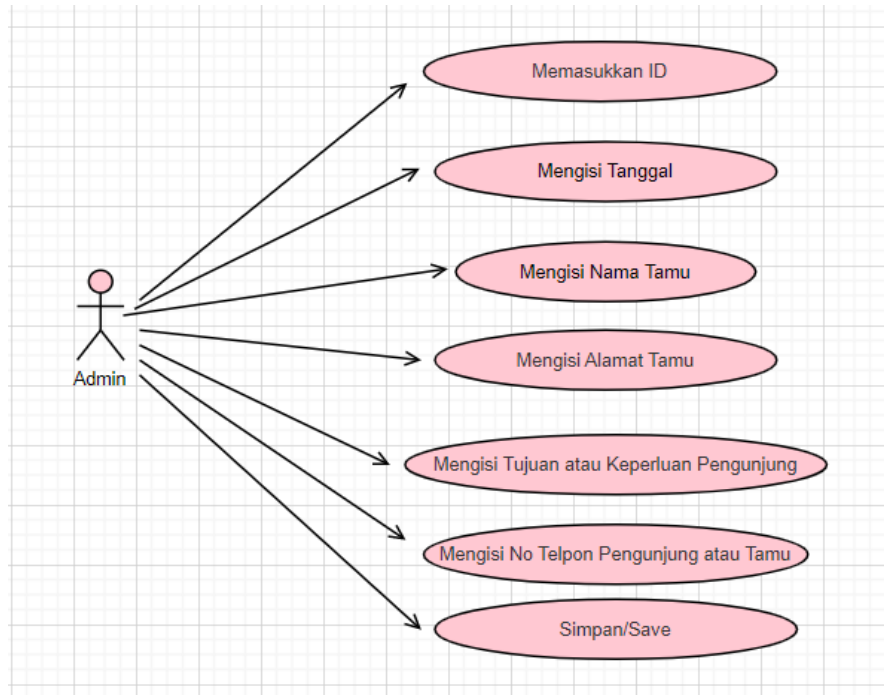 Memasukkan ID
Mengisi Tanggal
Mengisi Nama Tamu
Admin
Mengisi Alamat Tamu
Mengisi Tujuan atau Keperluan Pengunjung
Mengisi No Telpon Pengunjung atau Tamu
Simpan/Save